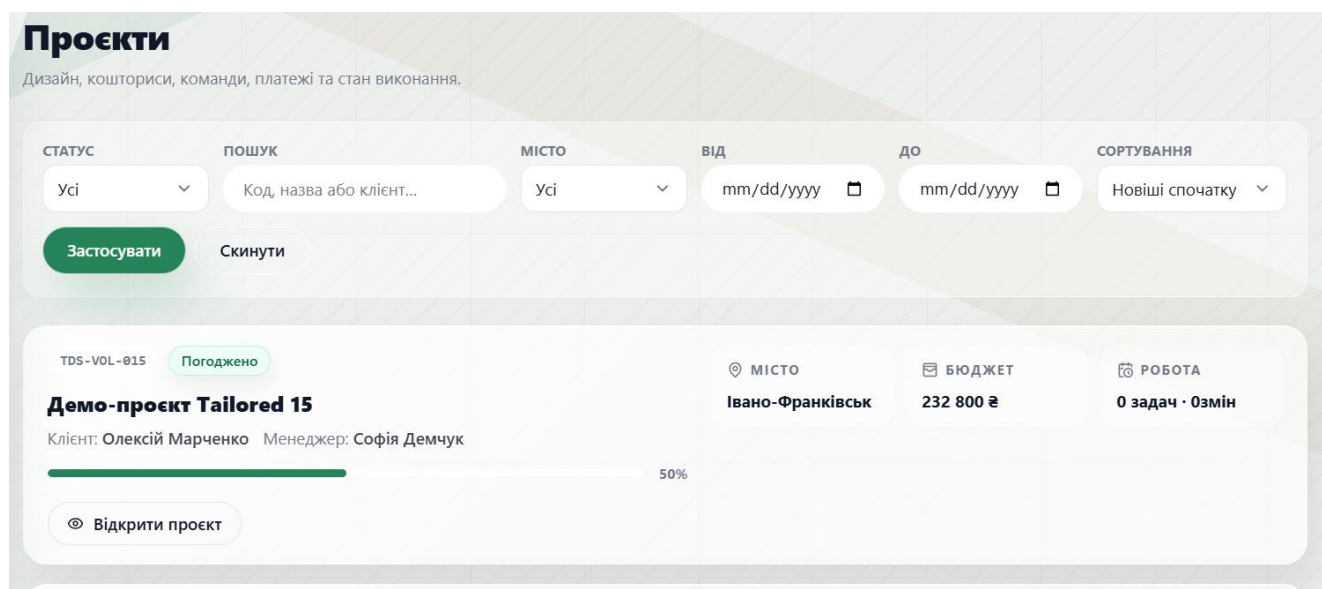 Проєкти
Дизайн, кошториси, команди, платежі та стан виконання.
СТАТУС ПОШУК МІСТО ВІД ДО СОРТУВАННЯ
Усі Код, назва або клієнт... Усі mm/dd/yyyy mm/dd/yyyy Новіші спочатку
Застосувати Скинути
TDS-VOL-015 Погоджено
Демо-проєкт Tailored 15
Клієнт: Олексій Марченко Менеджер: Софія Демчук
50%
Відкрити проєкт
МІСТО
Івано-Франківськ
БЮДЖЕТ
232 800 ₴
РОБОТА
0 задач · 0змін